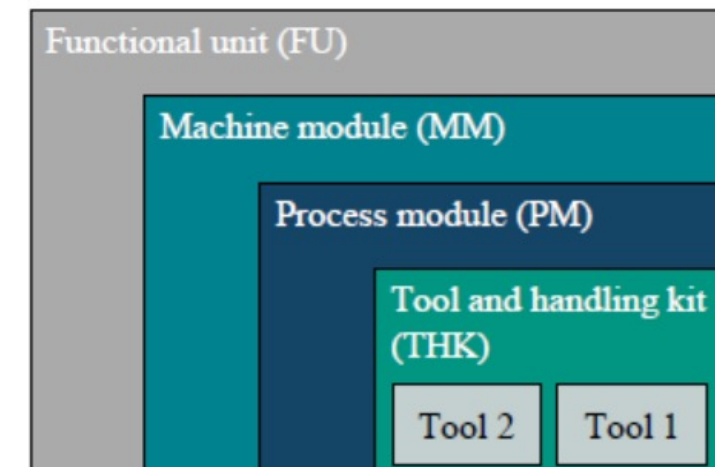 Functional unit (FU)
Machine module (MM)
Process module (PM)
Tool and handling kit
(THK)
Tool 2
Tool 1